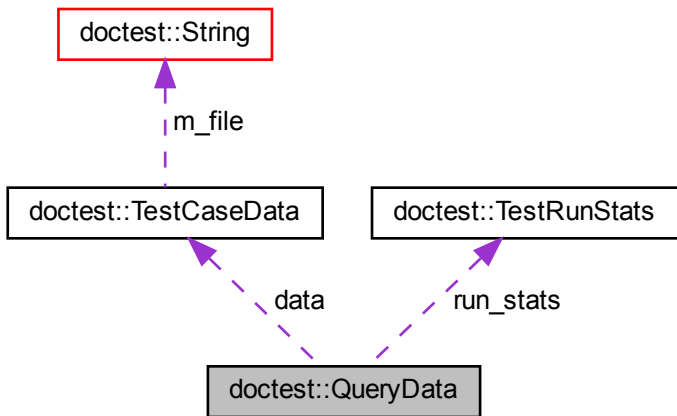 doctest::String
m_file
doctest::TestCaseData
doctest::TestRunStats
data
run_stats
doctest::QueryData